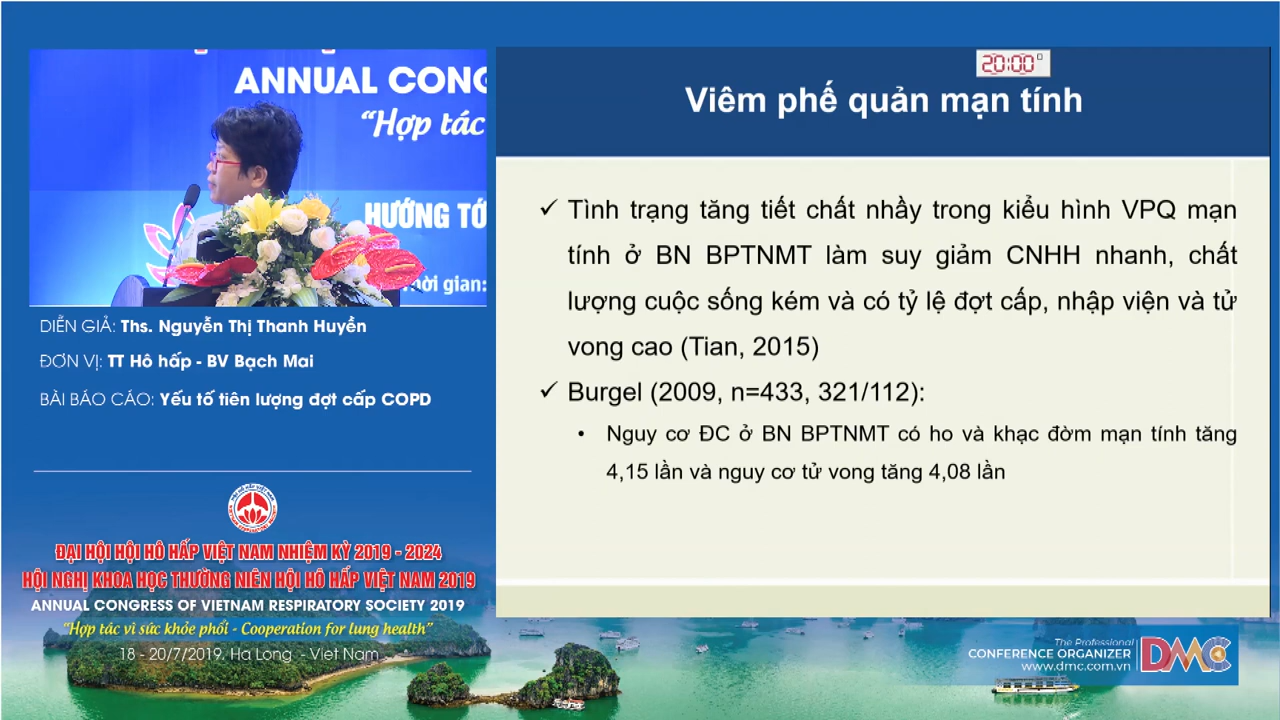 ANNUAL CONG
“Hợp tác
HƯỚNG TỚ
hời gian:
DIỄN GIẢ: Ths. Nguyễn Thị Thanh Huyền
ĐƠN VỊ: TT Hô hấp - BV Bạch Mai
BÀI BÁO CÁO: Yếu tố tiên lượng đợt cấp COPD
ĐẠI HỘI HỘI HÔ HẤP VIỆT NAM NHIỆM KỲ 2019 - 2024
HỘI NGHỊ KHOA HỌC THƯỜNG NIÊN HỘI HÔ HẤP VIỆT NAM 2019
ANNUAL CONGRESS OF VIETNAM RESPIRATORY SOCIETY 2019
“Hợp tác vì sức khỏe phổi - Cooperation for lung health”
18 - 20/7/2019. Ha Long - Viet Nam
20:00
Viêm phế quản mạn tính
✓ Tình trạng tăng tiết chất nhầy trong kiểu hình VPQ mạn
tính ở BN BPTNMT làm suy giảm CNHH nhanh, chất
lượng cuộc sống kém và có tỷ lệ đợt cấp, nhập viện và tử
vong cao (Tian, 2015)
✓ Burgel (2009, n=433, 321/112):
• Nguy cơ ĐC ở BN BPTNMT có ho và khạc đờm mạn tính tăng
4,15 lần và nguy cơ tử vong tăng 4,08 lần
The Professional
CONFERENCE ORGANIZER
www.dmc.com.vn
DMC